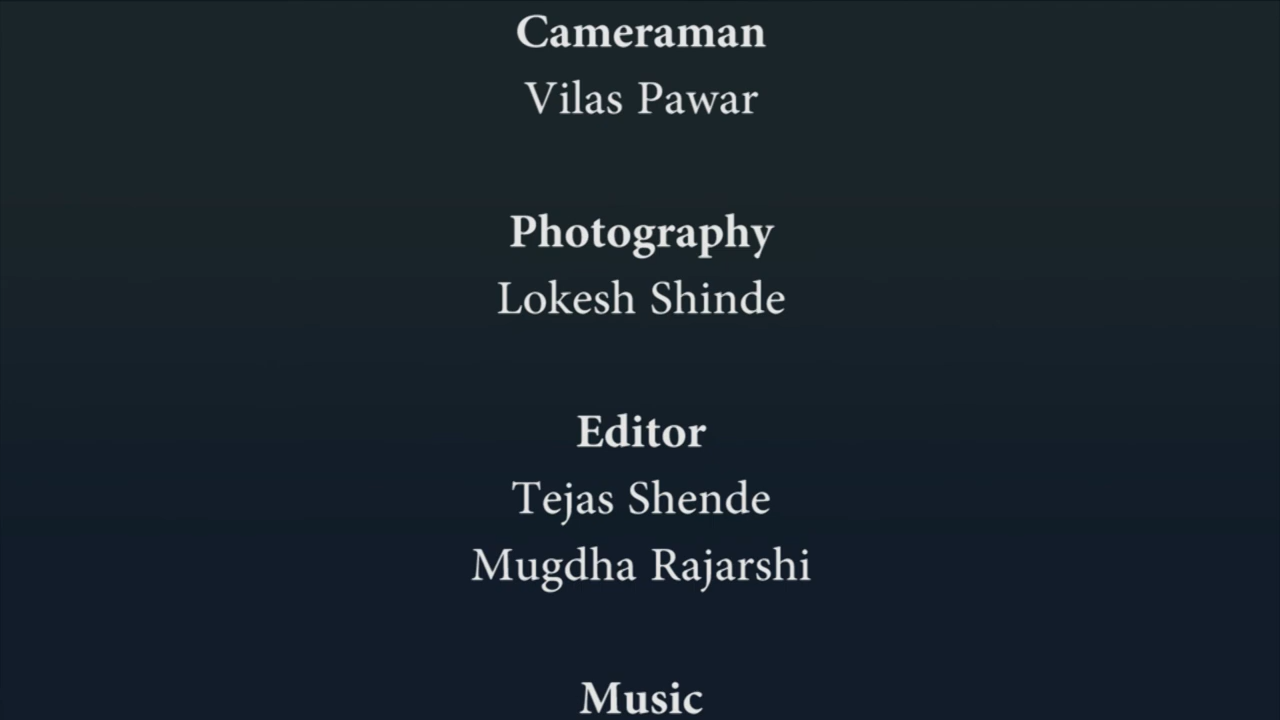 Cameraman
Vilas Pawar
Photography
Lokesh Shinde
Editor
Tejas Shende
Mugdha Rajarshi
Music